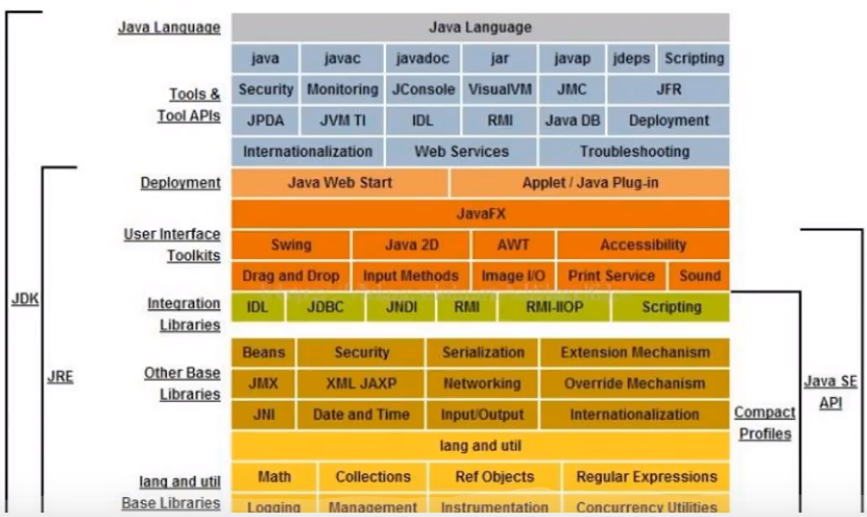 Java Language Java Language
java javac javadoc jar javap jdeps Scripting
Tools & Tool APIs
Security Monitoring JConsole VisualVM JMC JFR
JPDA JVM TI IDL RMI Java DB Deployment
Internationalization Web Services Troubleshooting
Deployment Java Web Start Applet / Java Plug-in
JavaFX
User Interface Toolkits
Swing Java 2D AWT Accessibility
Drag and Drop Input Methods Image I/O Print Service Sound
Integration Libraries
IDL JDBC JNDI RMI RMI-IIOP Scripting
Beans Security Serialization Extension Mechanism
Other Base Libraries
JMX XML JAXP Networking Override Mechanism
JNI Date and Time Input/Output Internationalization
lang and util
lang and util Base Libraries
Math Collections Ref Objects Regular Expressions
Logging Management Instrumentation Concurrency Utilities
JDK
JRE
Compact Profiles
Java SE API